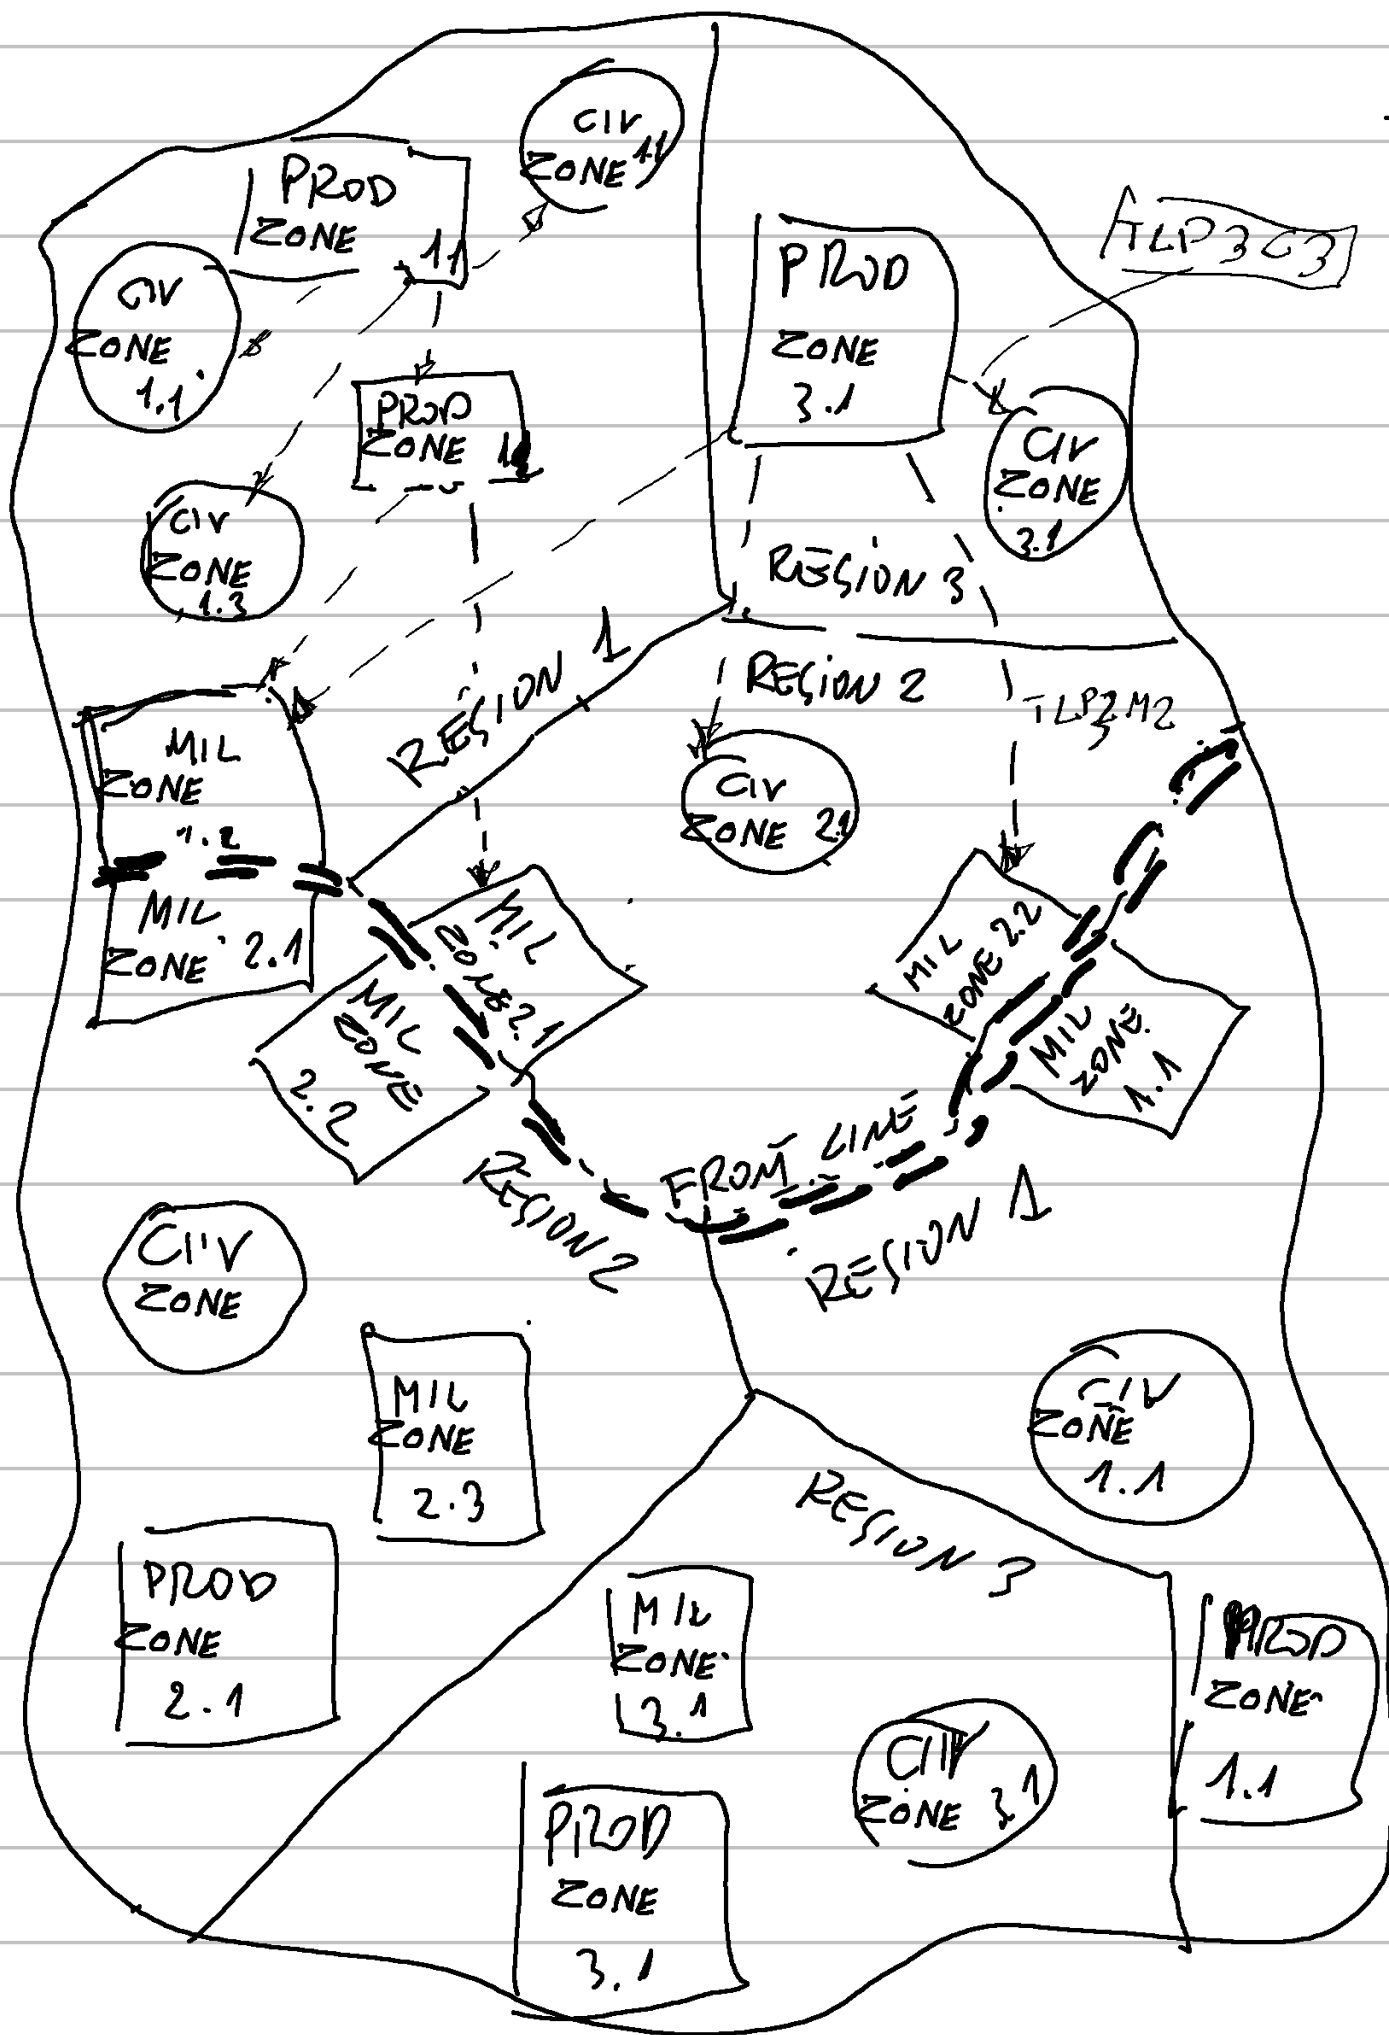 CIV
ZONE 1.1
PROD
ZONE
1.1
CIV
ZONE
1.1
PROD
ZONE
3.1
TLP3C3
PROD
ZONE
CIV
ZONE
3.1
CIV
ZONE
1.3
REGION 3
REGION 1
REGION 2
TLP3M2
MIL
ZONE
1.2
CIV
ZONE 2.1
MIL
ZONE 2.1
MIL
ZONE 2.1
MIL
ZONE 2.2
MIL
ZONE
2.2
MIL
ZONE
1.1
FROM LINE
REGION 2
REGION 1
CIIV
ZONE
MIL
ZONE
2.3
CIV
ZONE
1.1
REGION 3
PROD
ZONE
2.1
MIL
ZONE
3.1
PROD
ZONE
1.1
CIIV
ZONE 3.1
PROD
ZONE
3.1